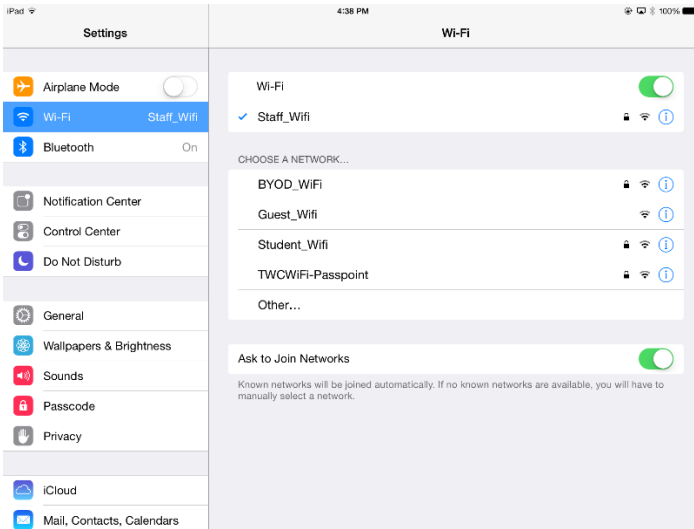 iPad 4:38 PM 100%
Settings
Wi-Fi
Airplane Mode
Wi-Fi Staff_Wifi
Bluetooth On
Notification Center
Control Center
Do Not Disturb
General
Wallpapers & Brightness
Sounds
Passcode
Privacy
iCloud
Mail, Contacts, Calendars
Wi-Fi
Staff_Wifi
CHOOSE A NETWORK...
BYOD_WiFi
Guest_Wifi
Student_Wifi
TWCWiFi-Passpoint
Other...
Ask to Join Networks
Known networks will be joined automatically. If no known networks are available, you will have to
manually select a network.